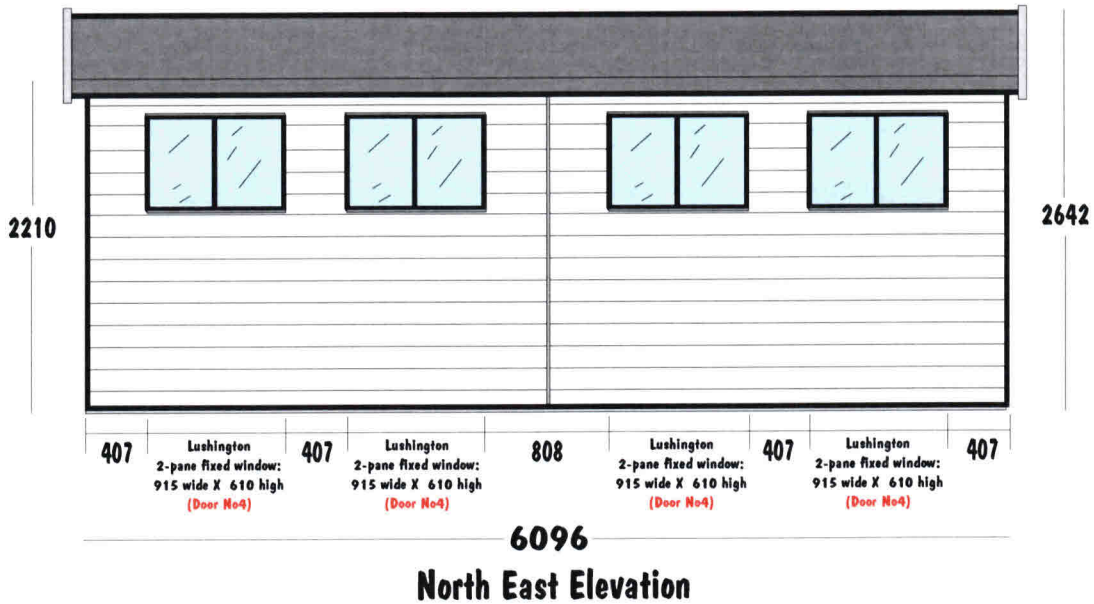 2210
2642
407
Lushington
2-pane fixed window:
915 wide X 610 high
(Door No4)
407
Lushington
2-pane fixed window:
915 wide X 610 high
(Door No4)
808
Lushington
2-pane fixed window:
915 wide X 610 high
(Door No4)
407
Lushington
2-pane fixed window:
915 wide X 610 high
(Door No4)
407
6096
North East Elevation